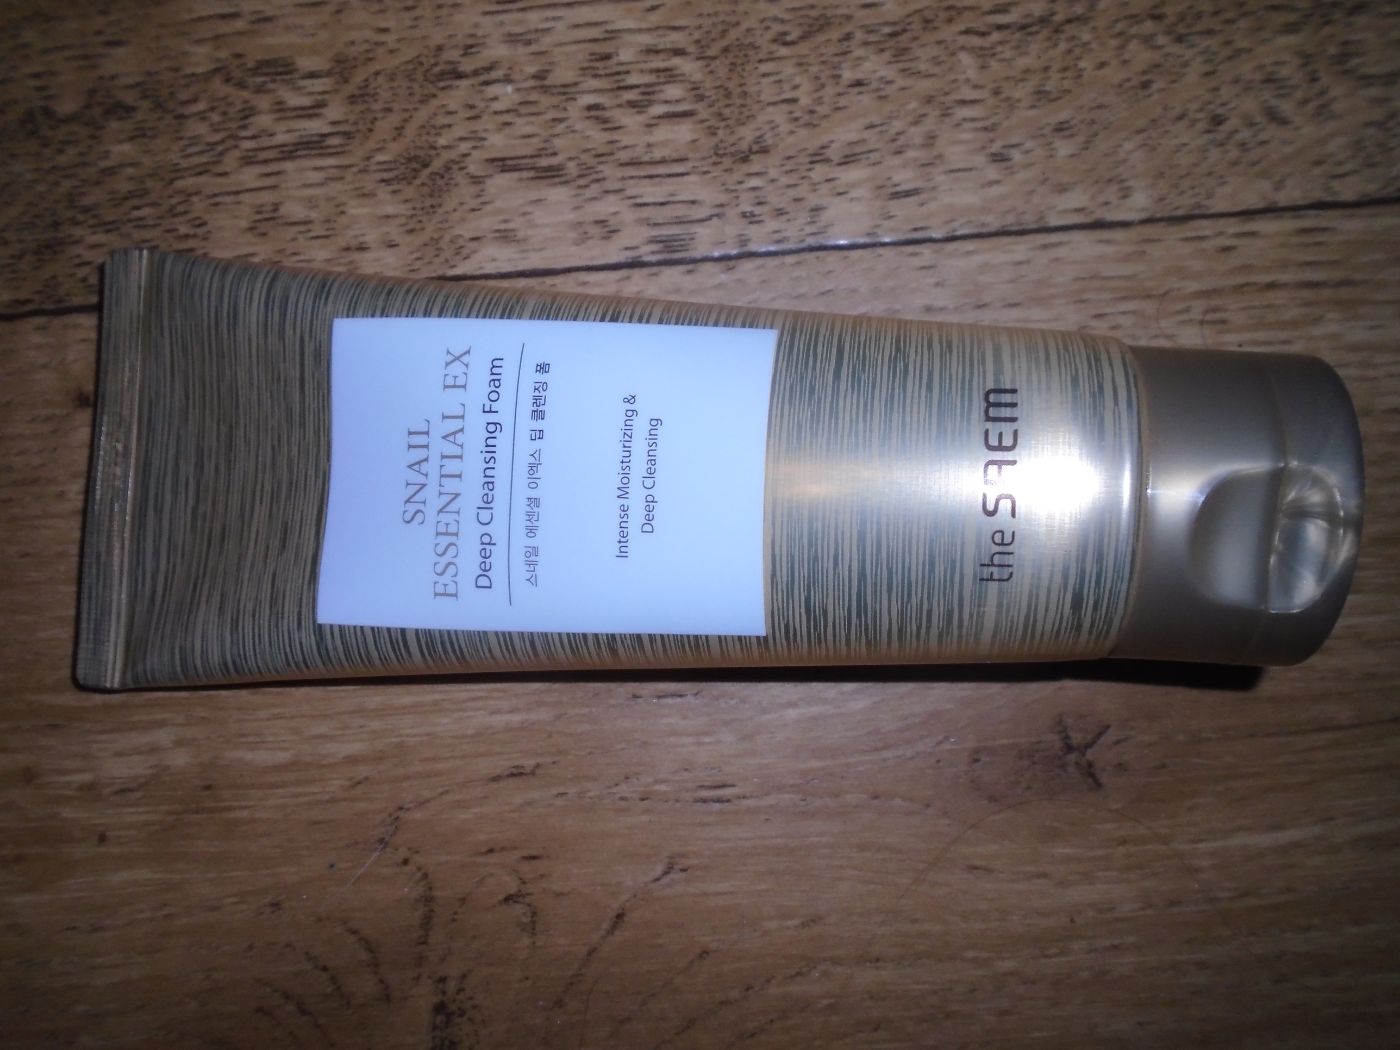 SNAIL
ESSENTIAL EX
Deep Cleansing Foam
스네일 에센셜 이엑스 딥 클렌징 폼
Intense Moisturizing &
Deep Cleansing
the SAEM